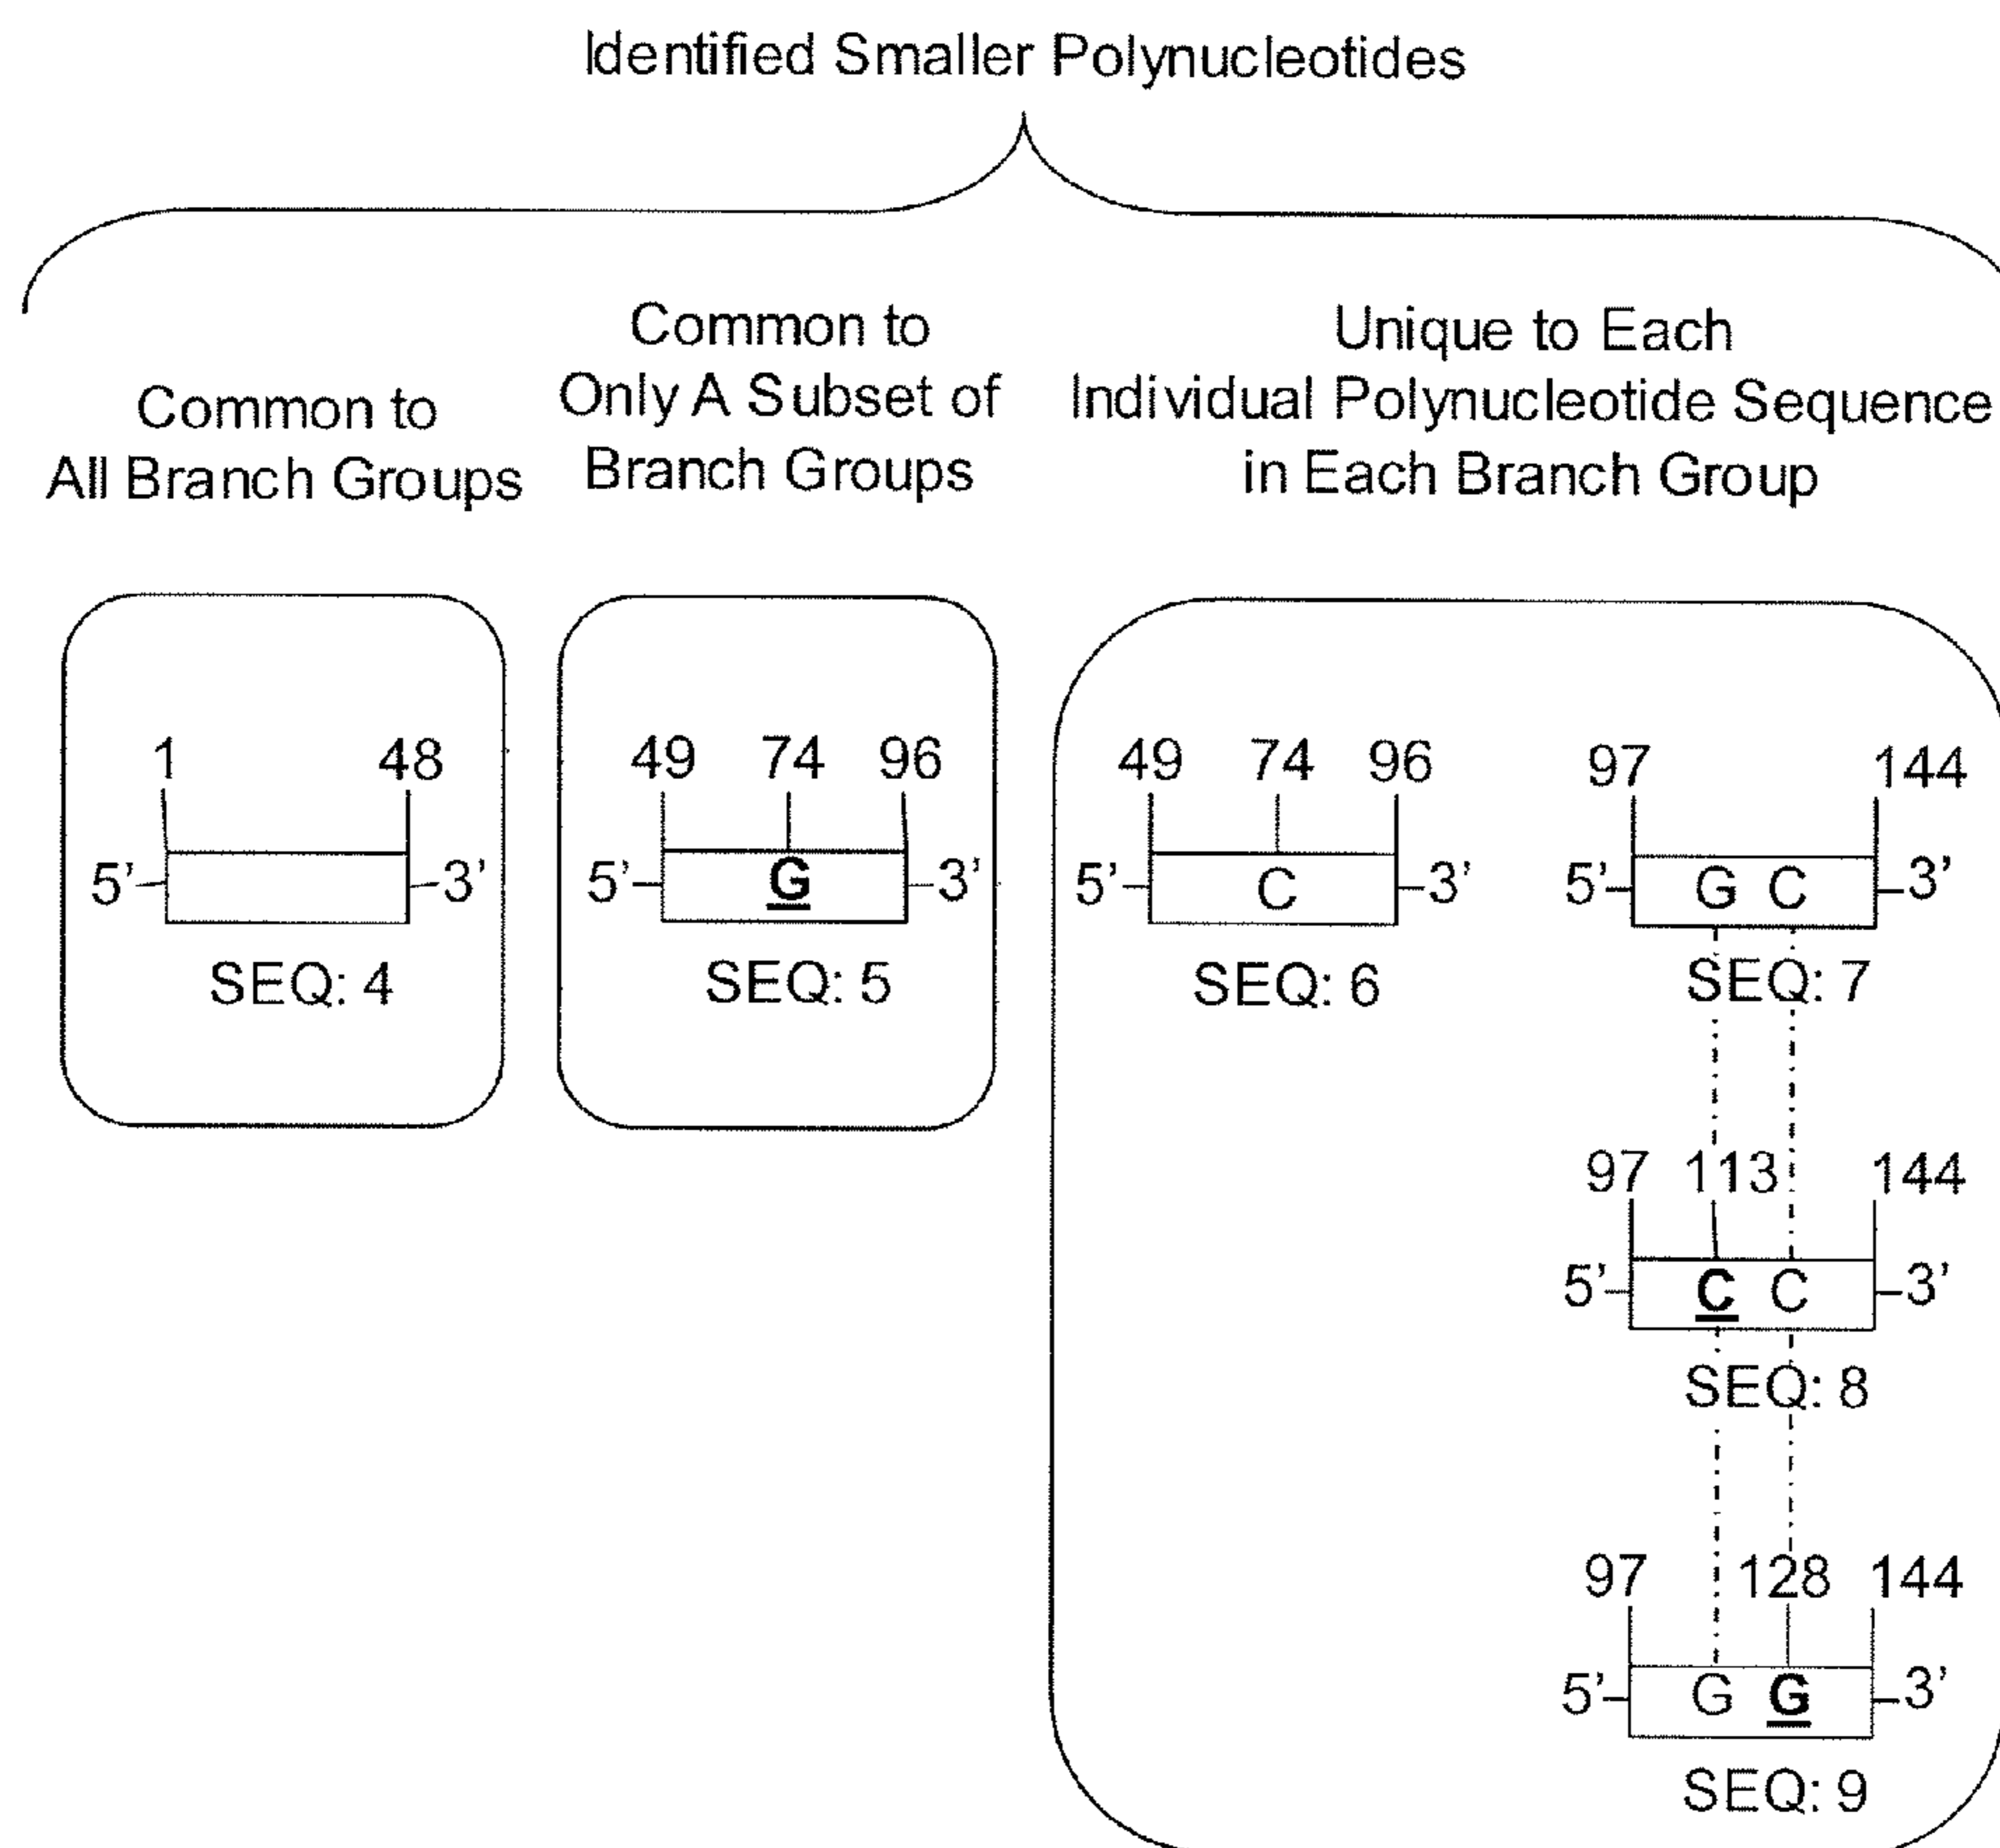 Identified Smaller Polynucleotides
Common to
All Branch Groups
Common to
Only A Subset of
Branch Groups
Unique to Each
Individual Polynucleotide Sequence
in Each Branch Group
1 48
5' 3'
SEQ: 4
49 74 96
5' G 3'
SEQ: 5
49 74 96
5' C 3'
SEQ: 6
97 144
5' G C 3'
SEQ: 7
97 113 144
5' C C 3'
SEQ: 8
97 128 144
5' G G 3'
SEQ: 9